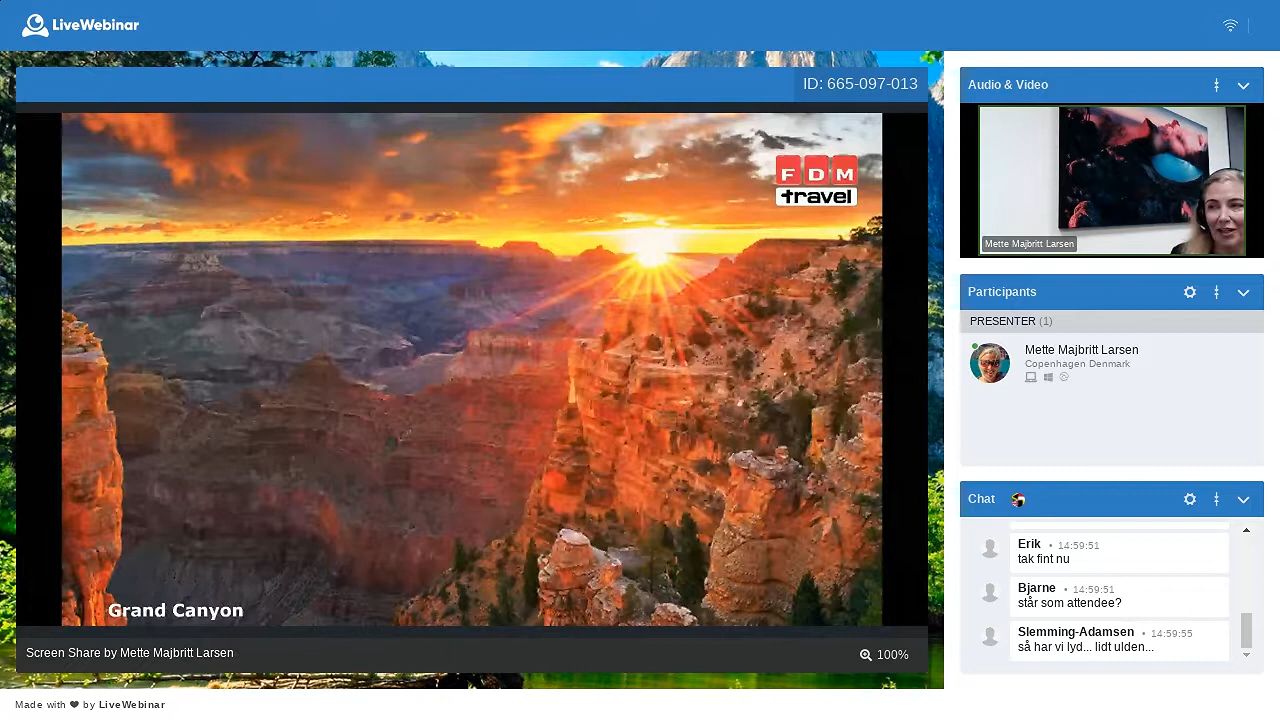 LiveWebinar
ID: 665-097-013
FDM
travel
Grand Canyon
Screen Share by Mette Majbritt Larsen
100%
Audio & Video
Mette Majbritt Larsen
Participants
PRESENTER (1)
Mette Majbritt Larsen
Copenhagen Denmark
Chat
Erik • 14:59:51
tak fint nu
Bjarne • 14:59:51
står som attendee?
Slemming-Adamsen • 14:59:55
så har vi lyd... lidt ulden...
Made with ❤ by LiveWebinar